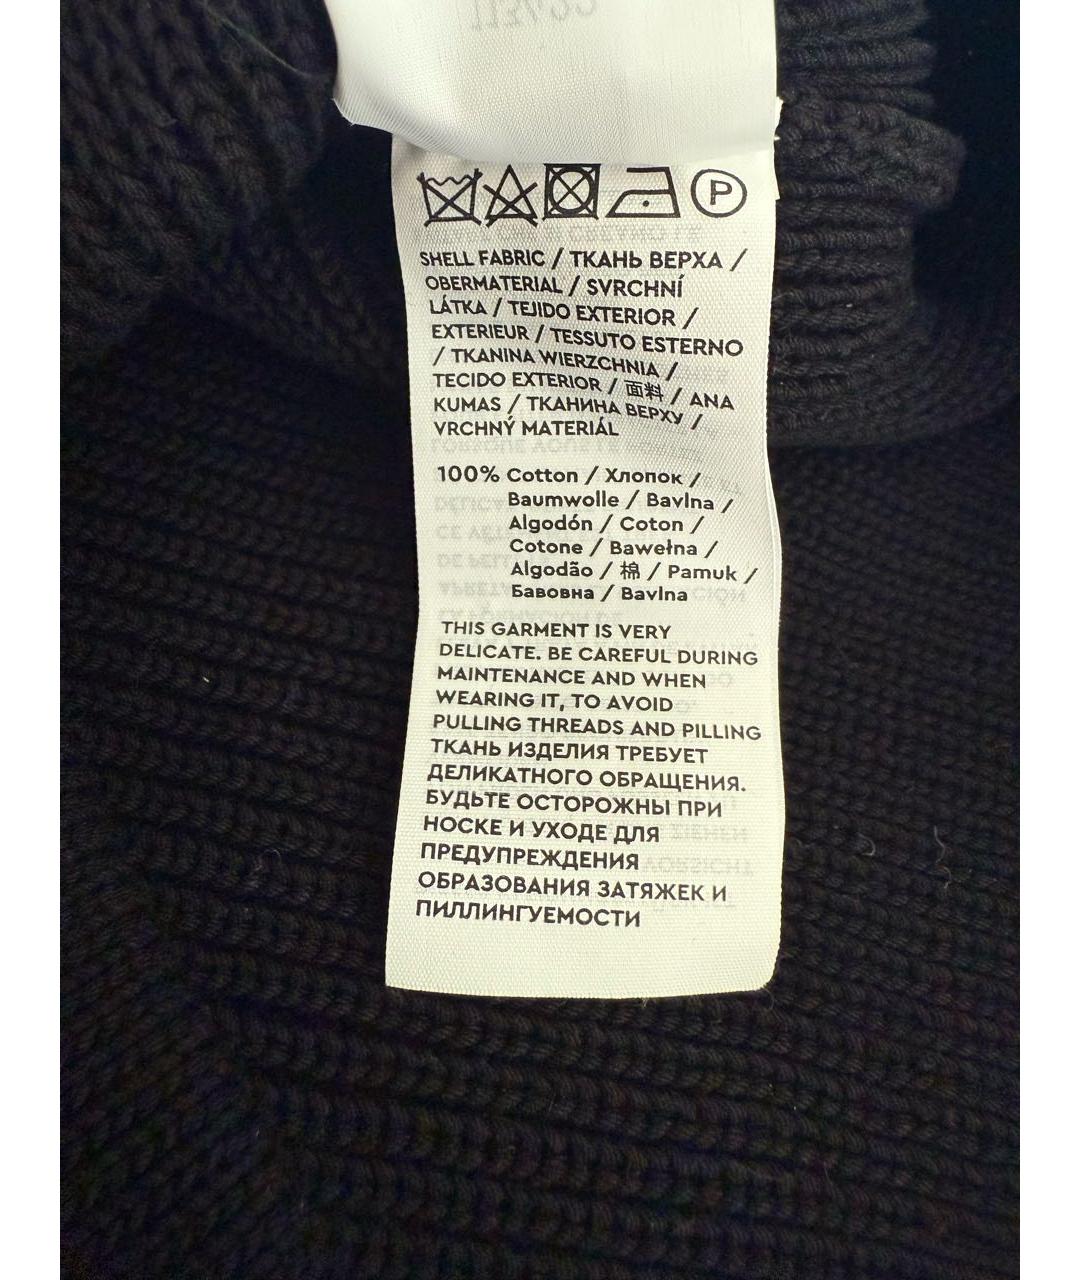 P
SHELL FABRIC / ТКАНЬ ВЕРХА /
OBERMATERIAL / SVRCHNÍ
LÁTKA / TEJIDO EXTERIOR /
EXTERIEUR / TESSUTO ESTERNO
/ TKANINA WIERZCHNIA /
TECIDO EXTERIOR / 面料 / ANA
KUMAS / ТКАНИНА ВЕРХУ /
VRCHNÝ MATERIÁL
100% Cotton / Хлопок /
Baumwolle / Bavlna /
Algodón / Coton /
Cotone / Bawełna /
Algodão / 棉 / Pamuk /
Бавовна / Bavlna
THIS GARMENT IS VERY
DELICATE. BE CAREFUL DURING
MAINTENANCE AND WHEN
WEARING IT, TO AVOID
PULLING THREADS AND PILLING
ТКАНЬ ИЗДЕЛИЯ ТРЕБУЕТ
ДЕЛИКАТНОГО ОБРАЩЕНИЯ.
БУДЬТЕ ОСТОРОЖНЫ ПРИ
НОСКЕ И УХОДЕ ДЛЯ
ПРЕДУПРЕЖДЕНИЯ
ОБРАЗОВАНИЯ ЗАТЯЖЕК И
ПИЛЛИНГУЕМОСТИ